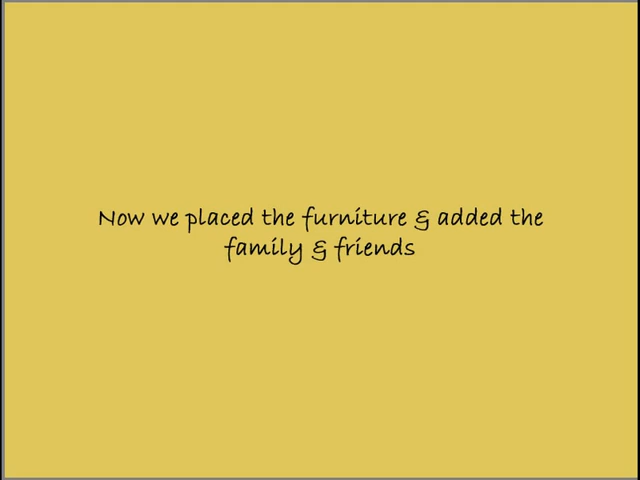 Now we placed the furniture & added the
family & friends